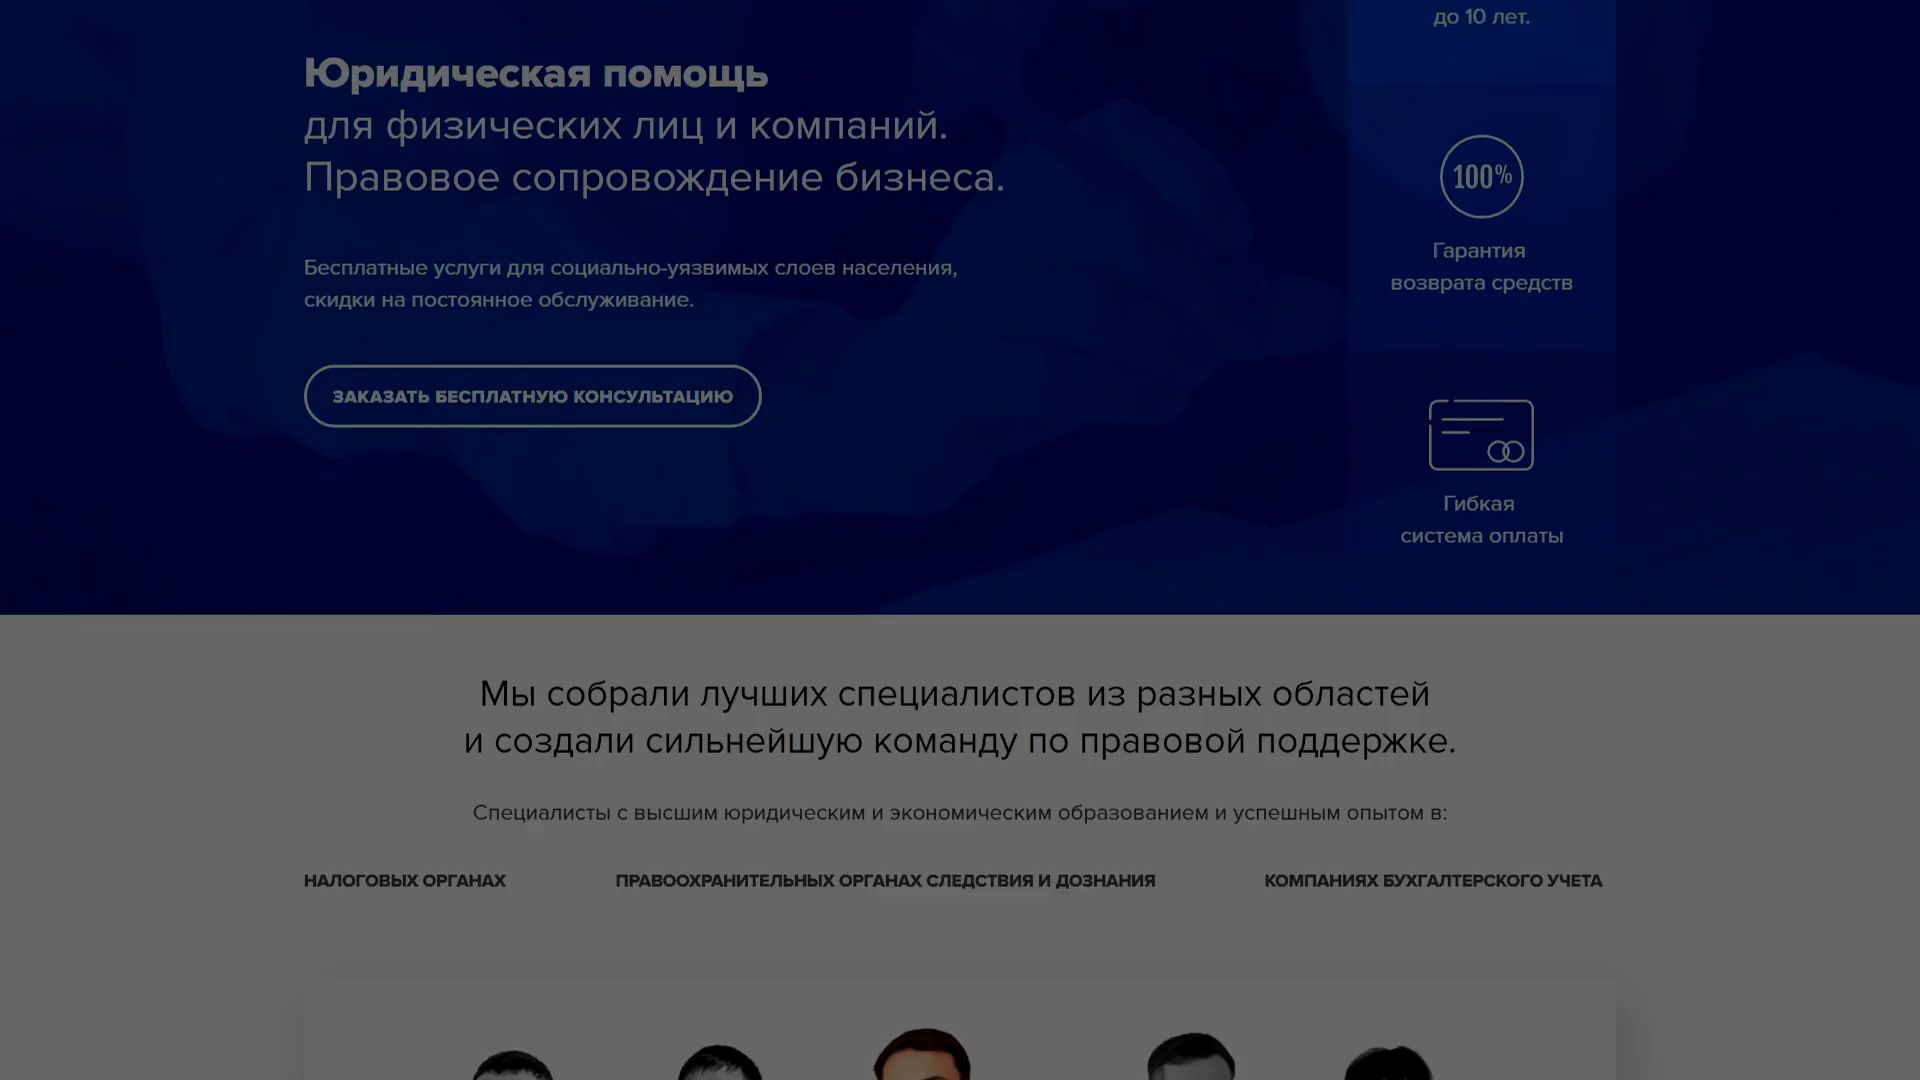 до 10 лет.
Юридическая помощь
для физических лиц и компаний.
Правовое сопровождение бизнеса.
100%
Гарантия
возврата средств
Бесплатные услуги для социально-уязвимых слоев населения,
скидки на постоянное обслуживание.
ЗАКАЗАТЬ БЕСПЛАТНУЮ КОНСУЛЬТАЦИЮ
Гибкая
система оплаты
Мы собрали лучших специалистов из разных областей
и создали сильнейшую команду по правовой поддержке.
Специалисты с высшим юридическим и экономическим образованием и успешным опытом в:
НАЛОГОВЫХ ОРГАНАХ
ПРАВООХРАНИТЕЛЬНЫХ ОРГАНАХ СЛЕДСТВИЯ И ДОЗНАНИЯ
КОМПАНИЯХ БУХГАЛТЕРСКОГО УЧЕТА